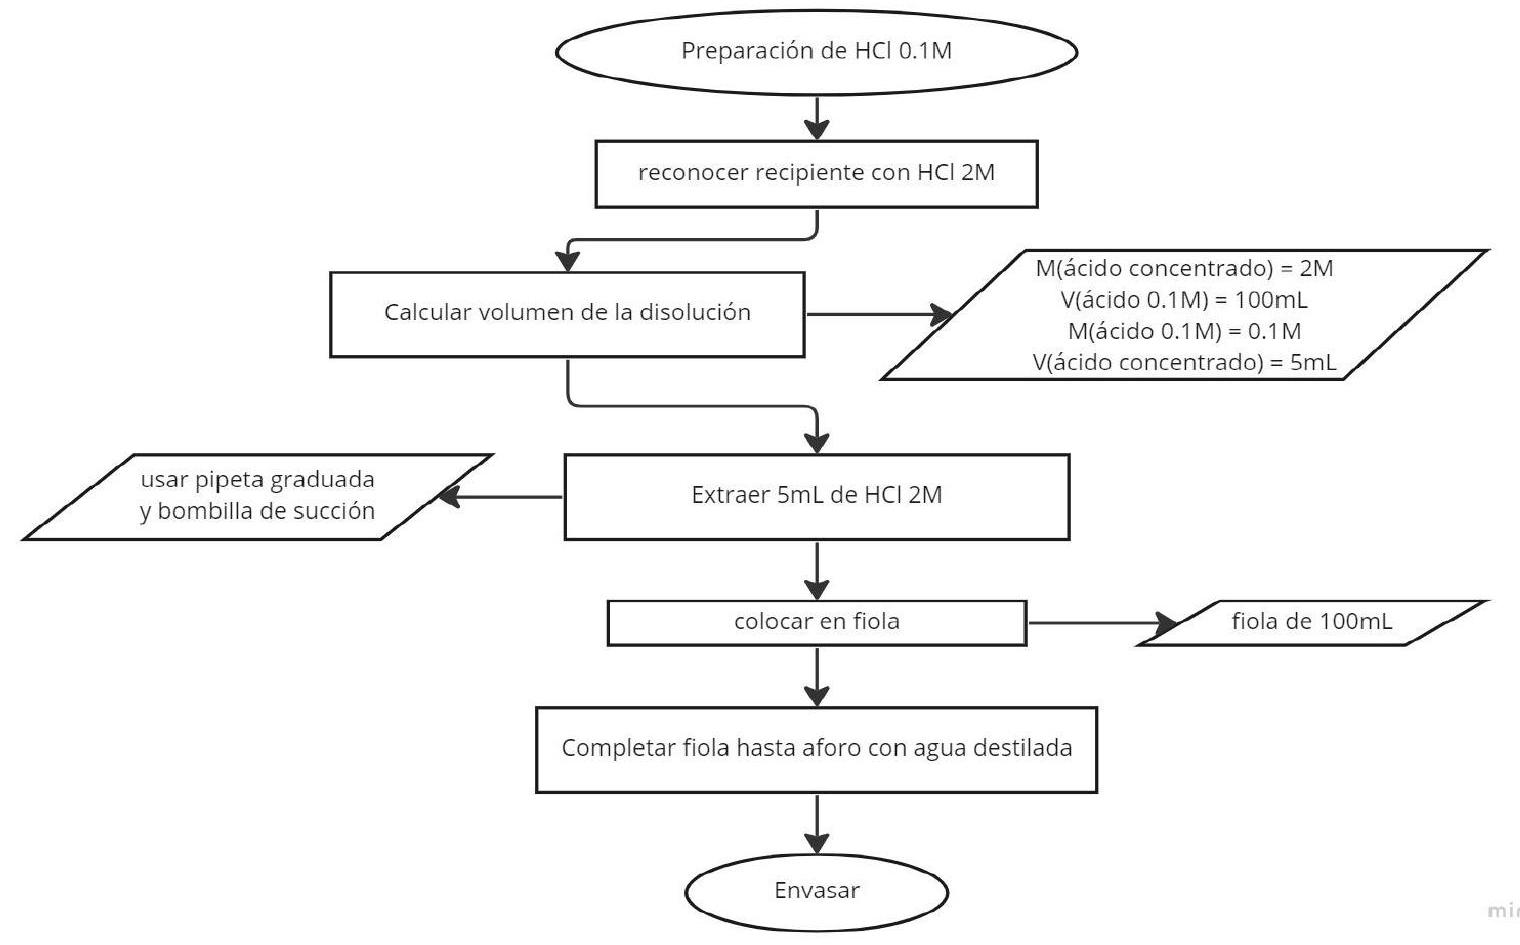 Preparación de HCl 0.1M
reconocer recipiente con HCl 2M
Calcular volumen de la disolución
M(ácido concentrado) = 2M
V(ácido 0.1M) = 100mL
M(ácido 0.1M) = 0.1M
V(ácido concentrado) = 5mL
usar pipeta graduada
y bombilla de succión
Extraer 5mL de HCl 2M
colocar en fiola
fiola de 100mL
Completar fiola hasta aforo con agua destilada
Envasar